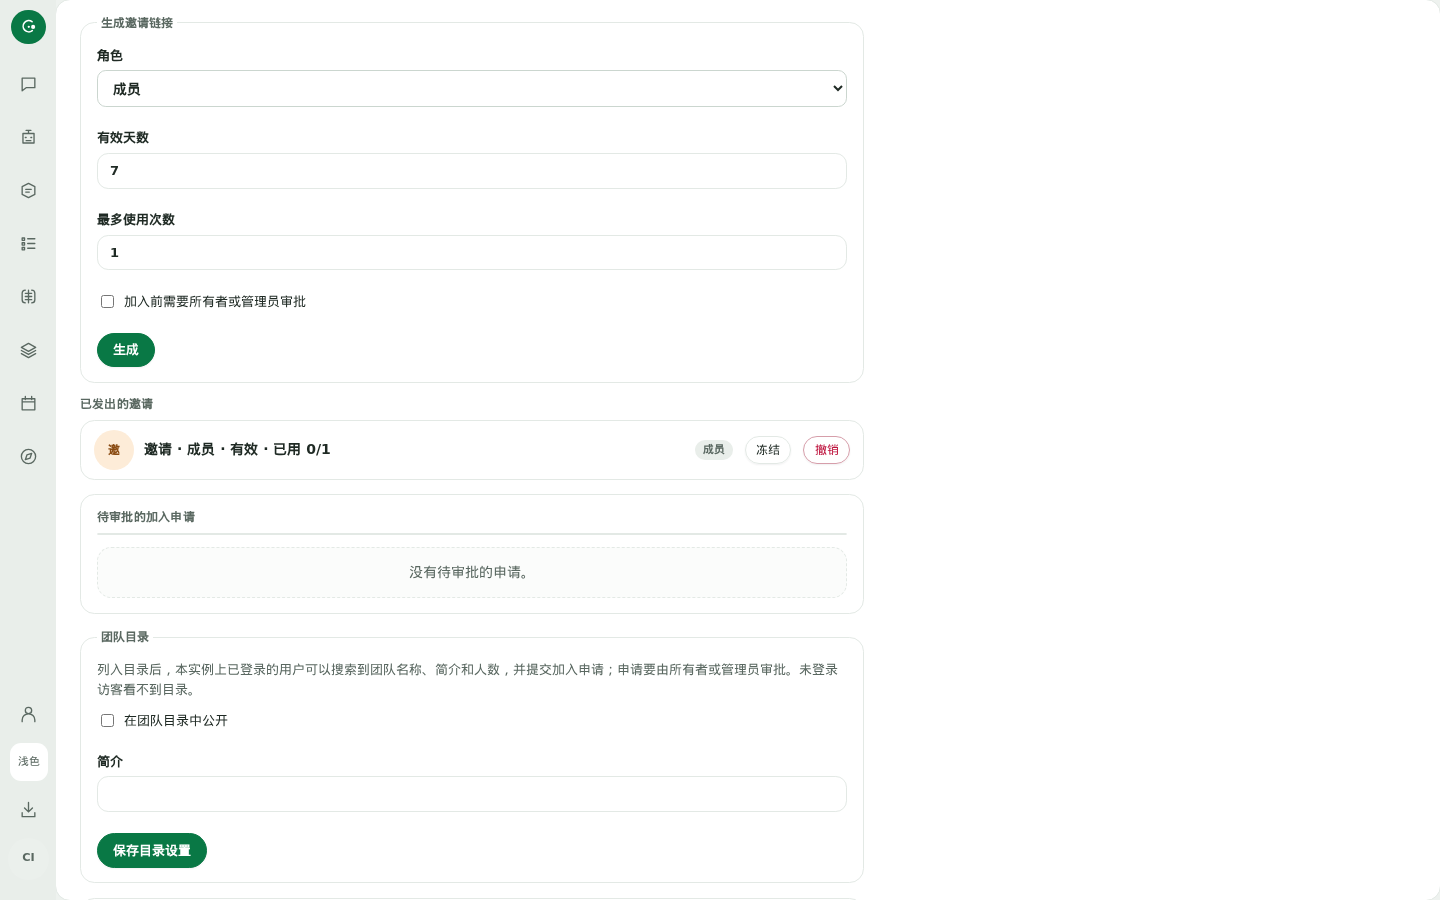 生成邀请链接
角色
成员
有效天数
7
最多使用次数
1
加入前需要所有者或管理员审批
生成
已发出的邀请
邀 邀请 · 成员 · 有效 · 已用 0/1 成员 冻结 撤销
待审批的加入申请
没有待审批的申请。
团队目录
列入目录后，本实例上已登录的用户可以搜索到团队名称、简介和人数，并提交加入申请；申请要由所有者或管理员审批。未登录
访客看不到目录。
在团队目录中公开
简介
保存目录设置
浅色
CI